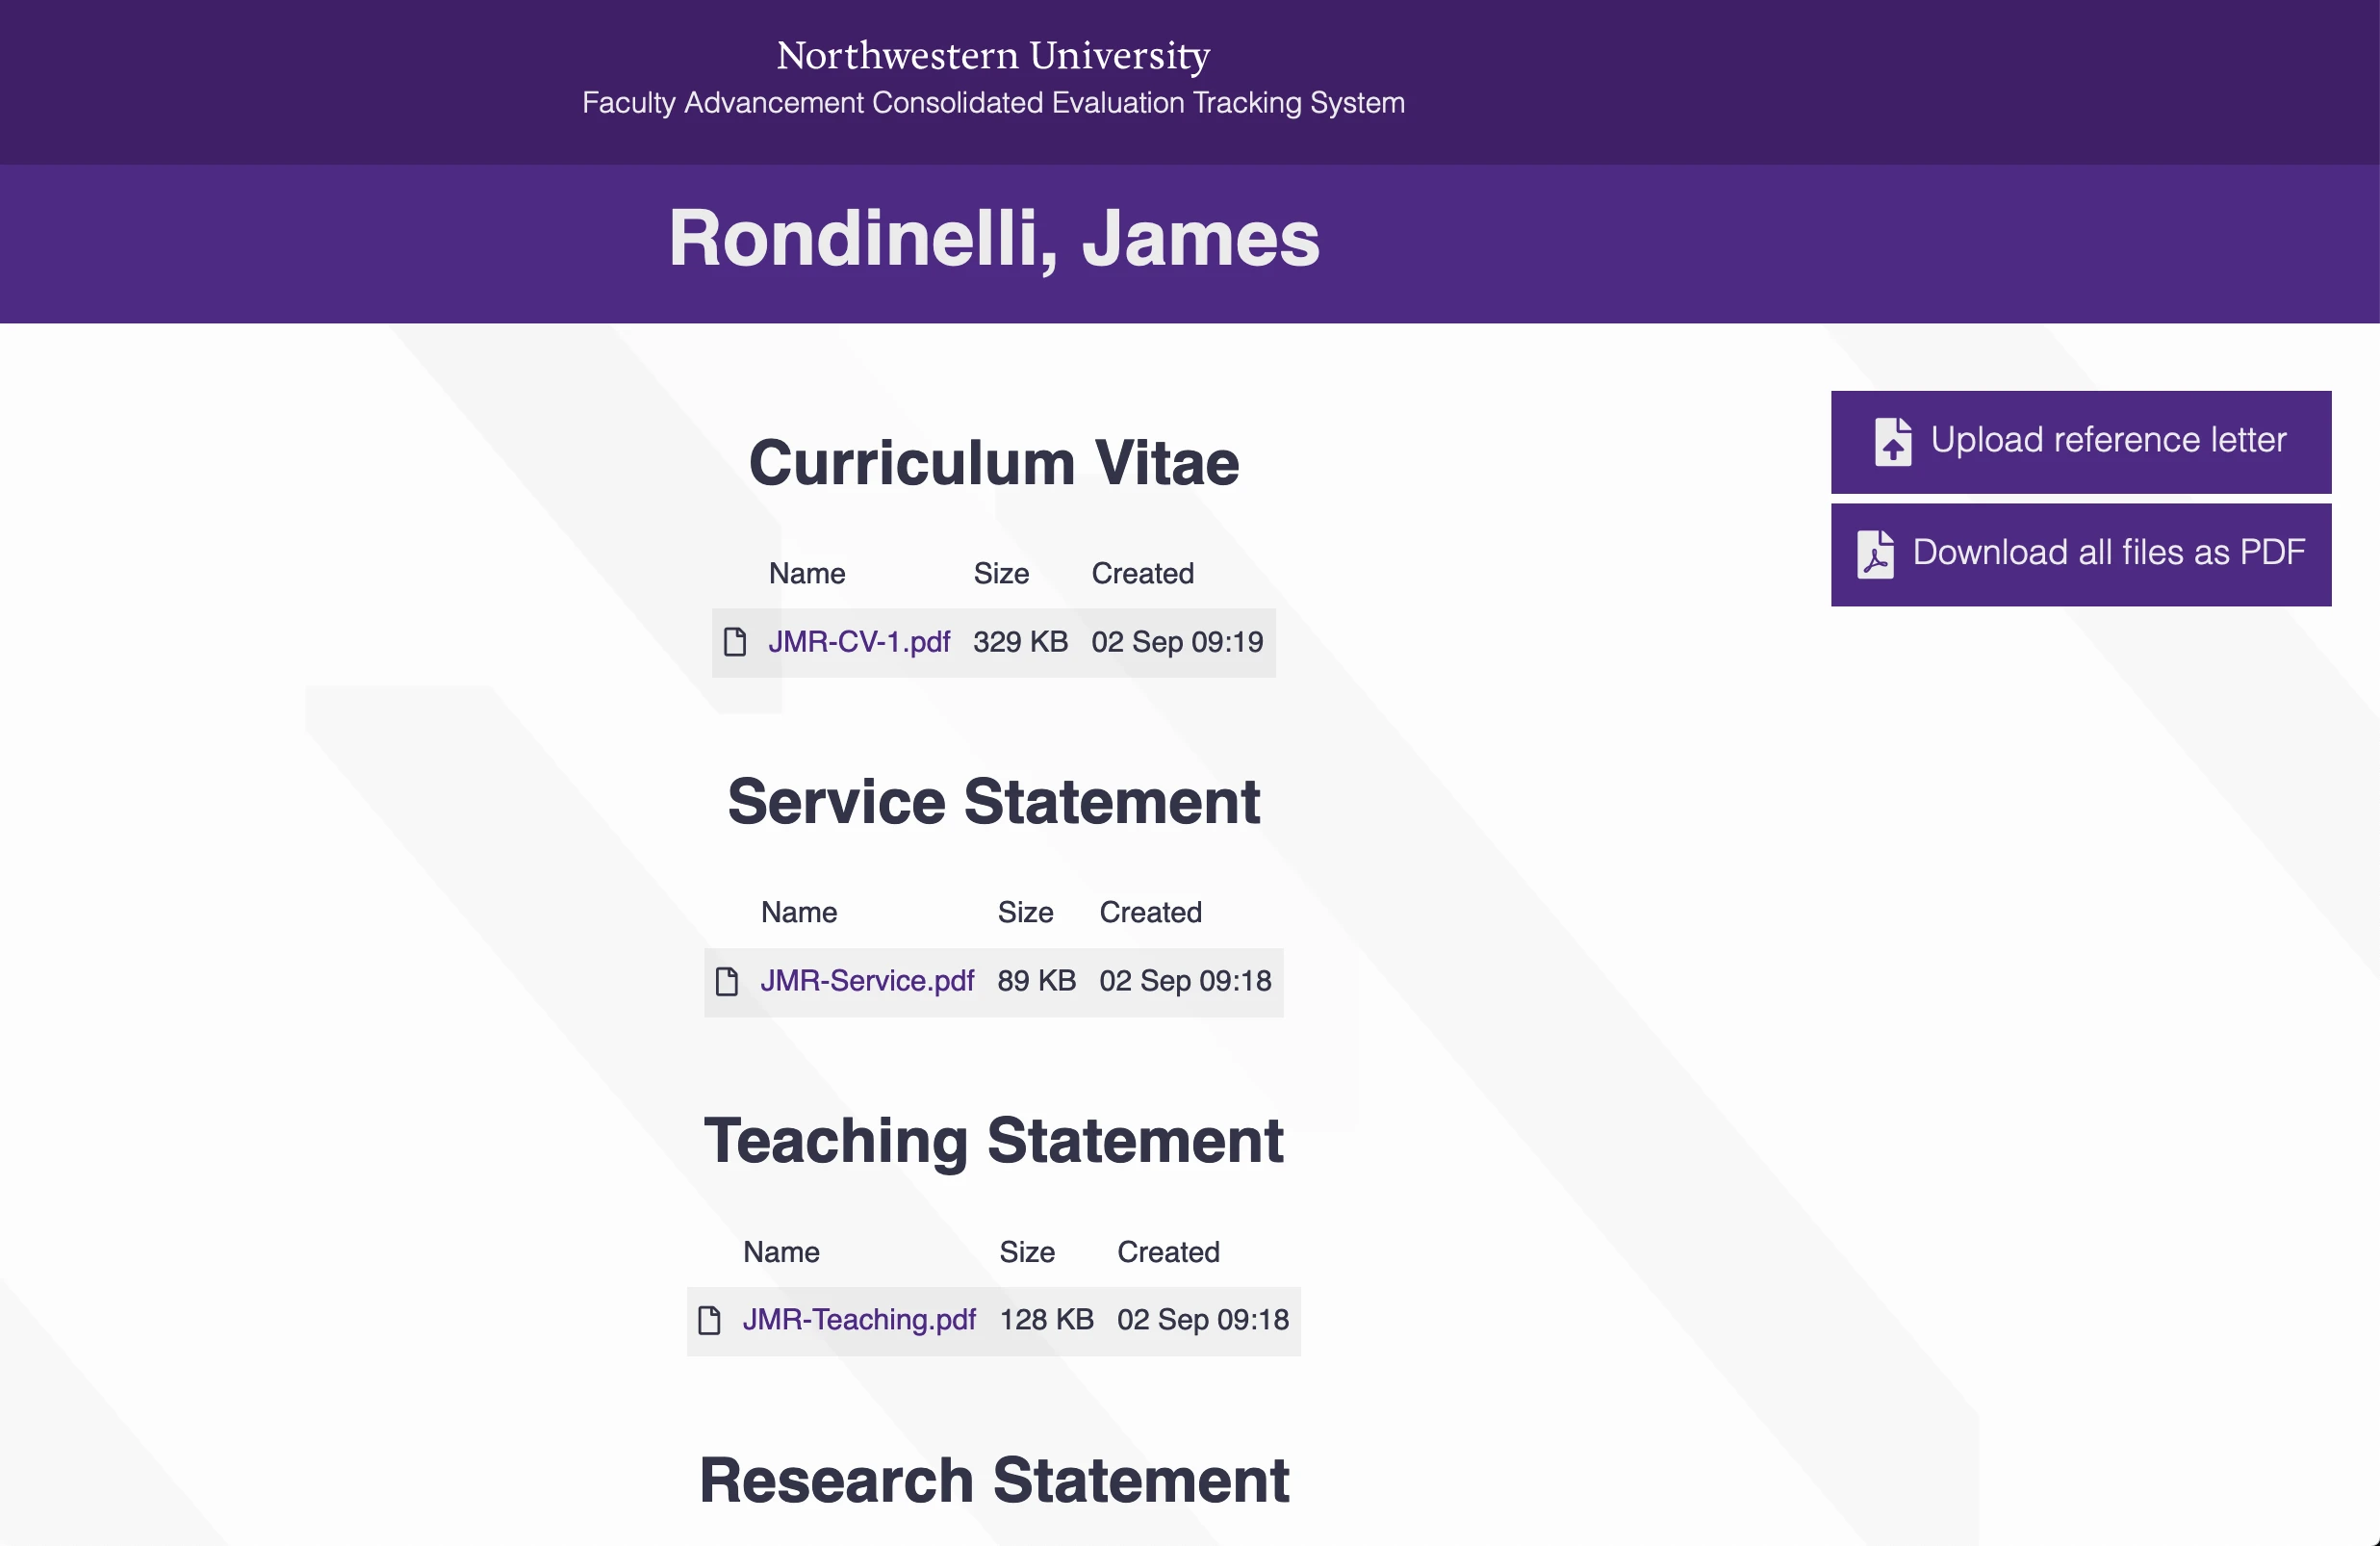 Northwestern University
Faculty Advancement Consolidated Evaluation Tracking System
Rondinelli, James
Upload reference letter
Download all files as PDF
Curriculum Vitae
Name Size Created
JMR-CV-1.pdf 329 KB 02 Sep 09:19
Service Statement
Name Size Created
JMR-Service.pdf 89 KB 02 Sep 09:18
Teaching Statement
Name Size Created
JMR-Teaching.pdf 128 KB 02 Sep 09:18
Research Statement